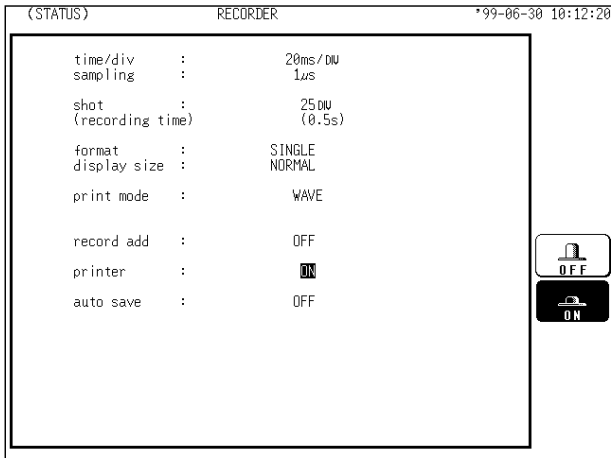 (STATUS) RECORDER '99-06-30 10:12:20
time/div : 20ms/DIV
sampling : 1μs
shot : 25DIV
(recording time) (0.5s)
format : SINGLE
display size : NORMAL
print mode : WAVE
record add : OFF
printer : ON
auto save : OFF
OFF
ON